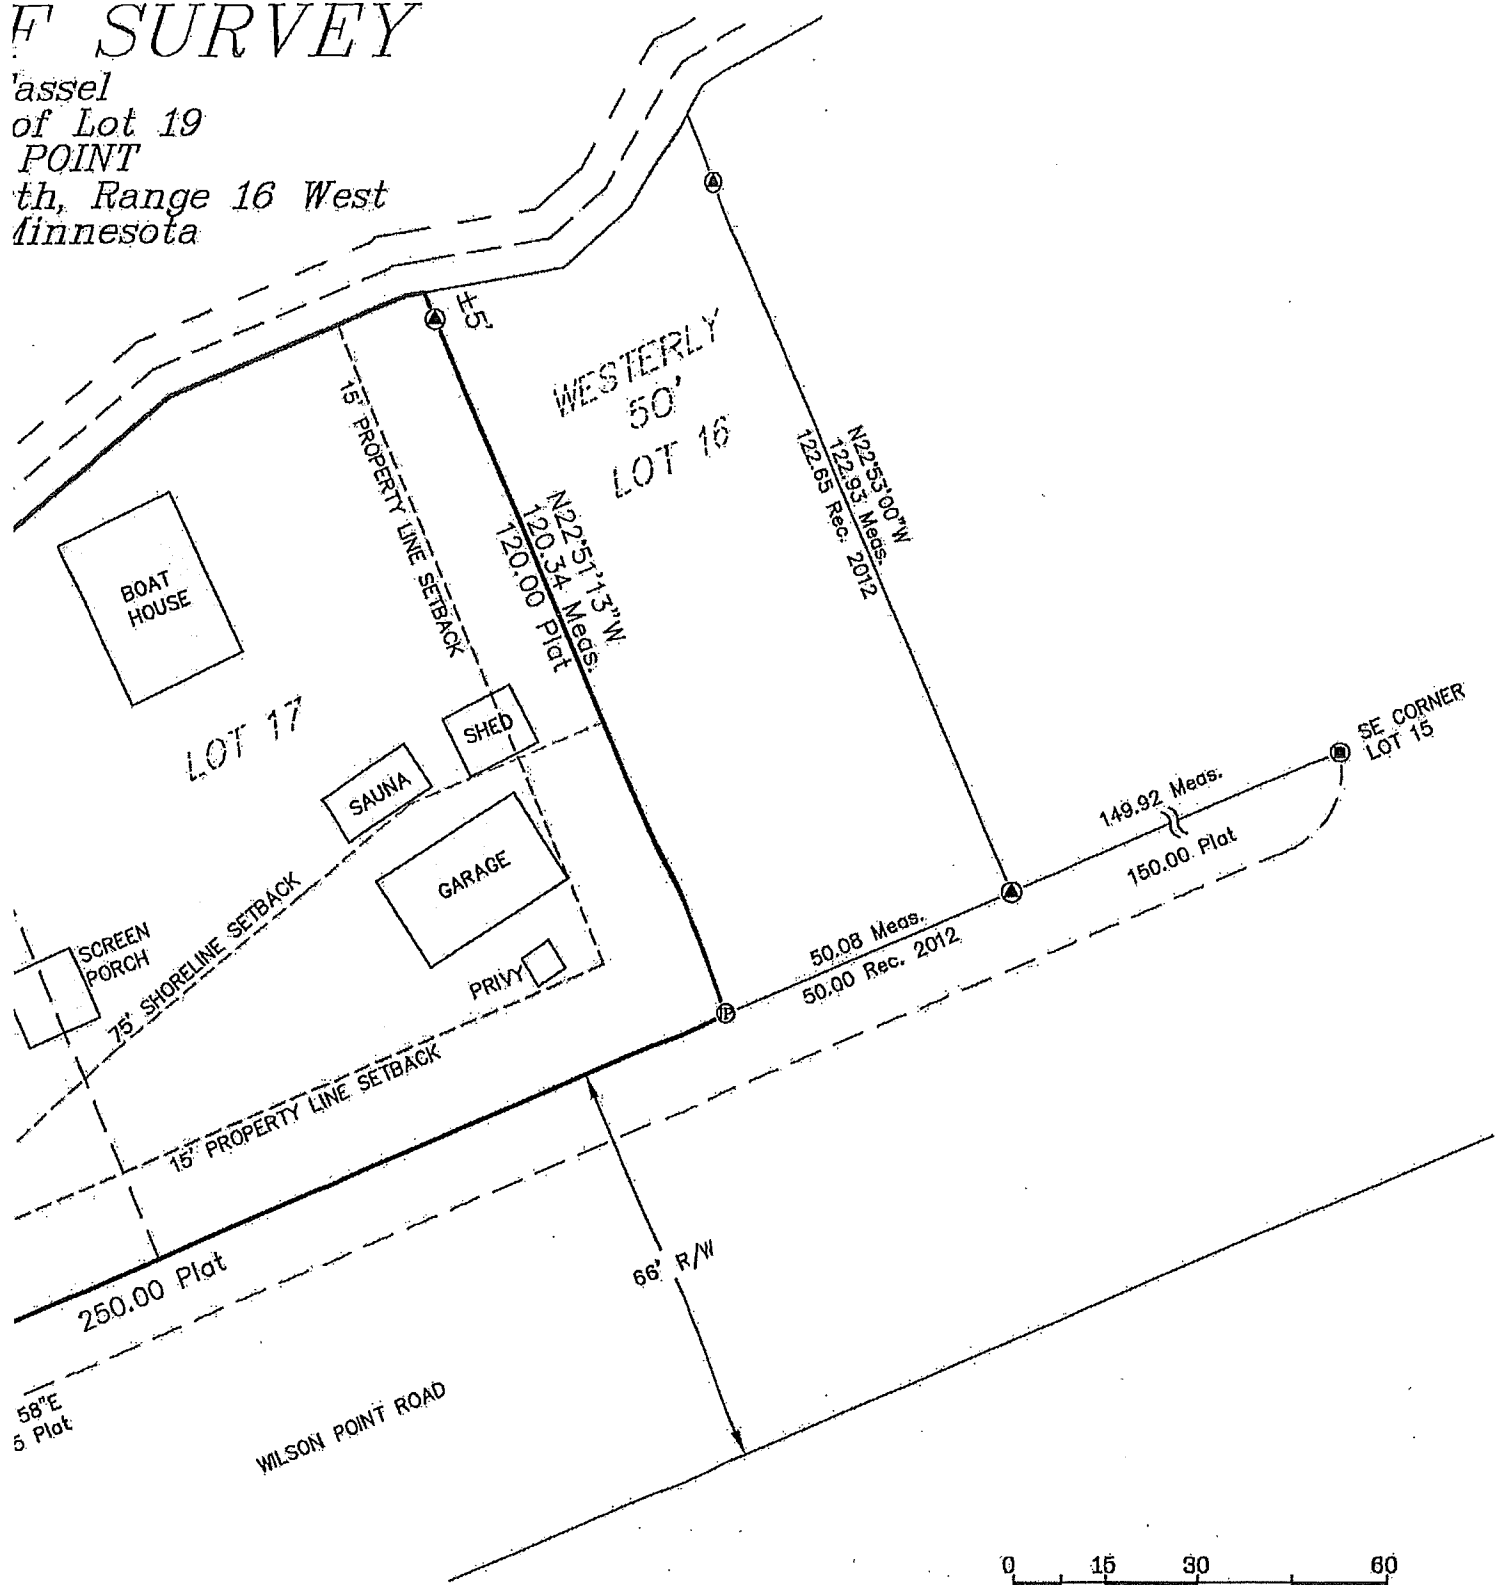 F SURVEY
assel
of Lot 19
POINT
th, Range 16 West
Minnesota
±5'
WESTERLY
50'
LOT 16
15' PROPERTY LINE SETBACK
N22°51'13"W
120.34 Meas.
120.00 Plat
N22°53'00"W
122.93 Meas.
122.65 Rec. 2012
BOAT
HOUSE
LOT 17
SHED
SAUNA
GARAGE
PRIVY
SCREEN
PORCH
75' SHORELINE SETBACK
15' PROPERTY LINE SETBACK
SE CORNER
LOT 15
149.92 Meas.
150.00 Plat
50.08 Meas.
50.00 Rec. 2012
IP
250.00 Plat
66' R/W
58"E
5 Plat
WILSON POINT ROAD
0 15 30 60